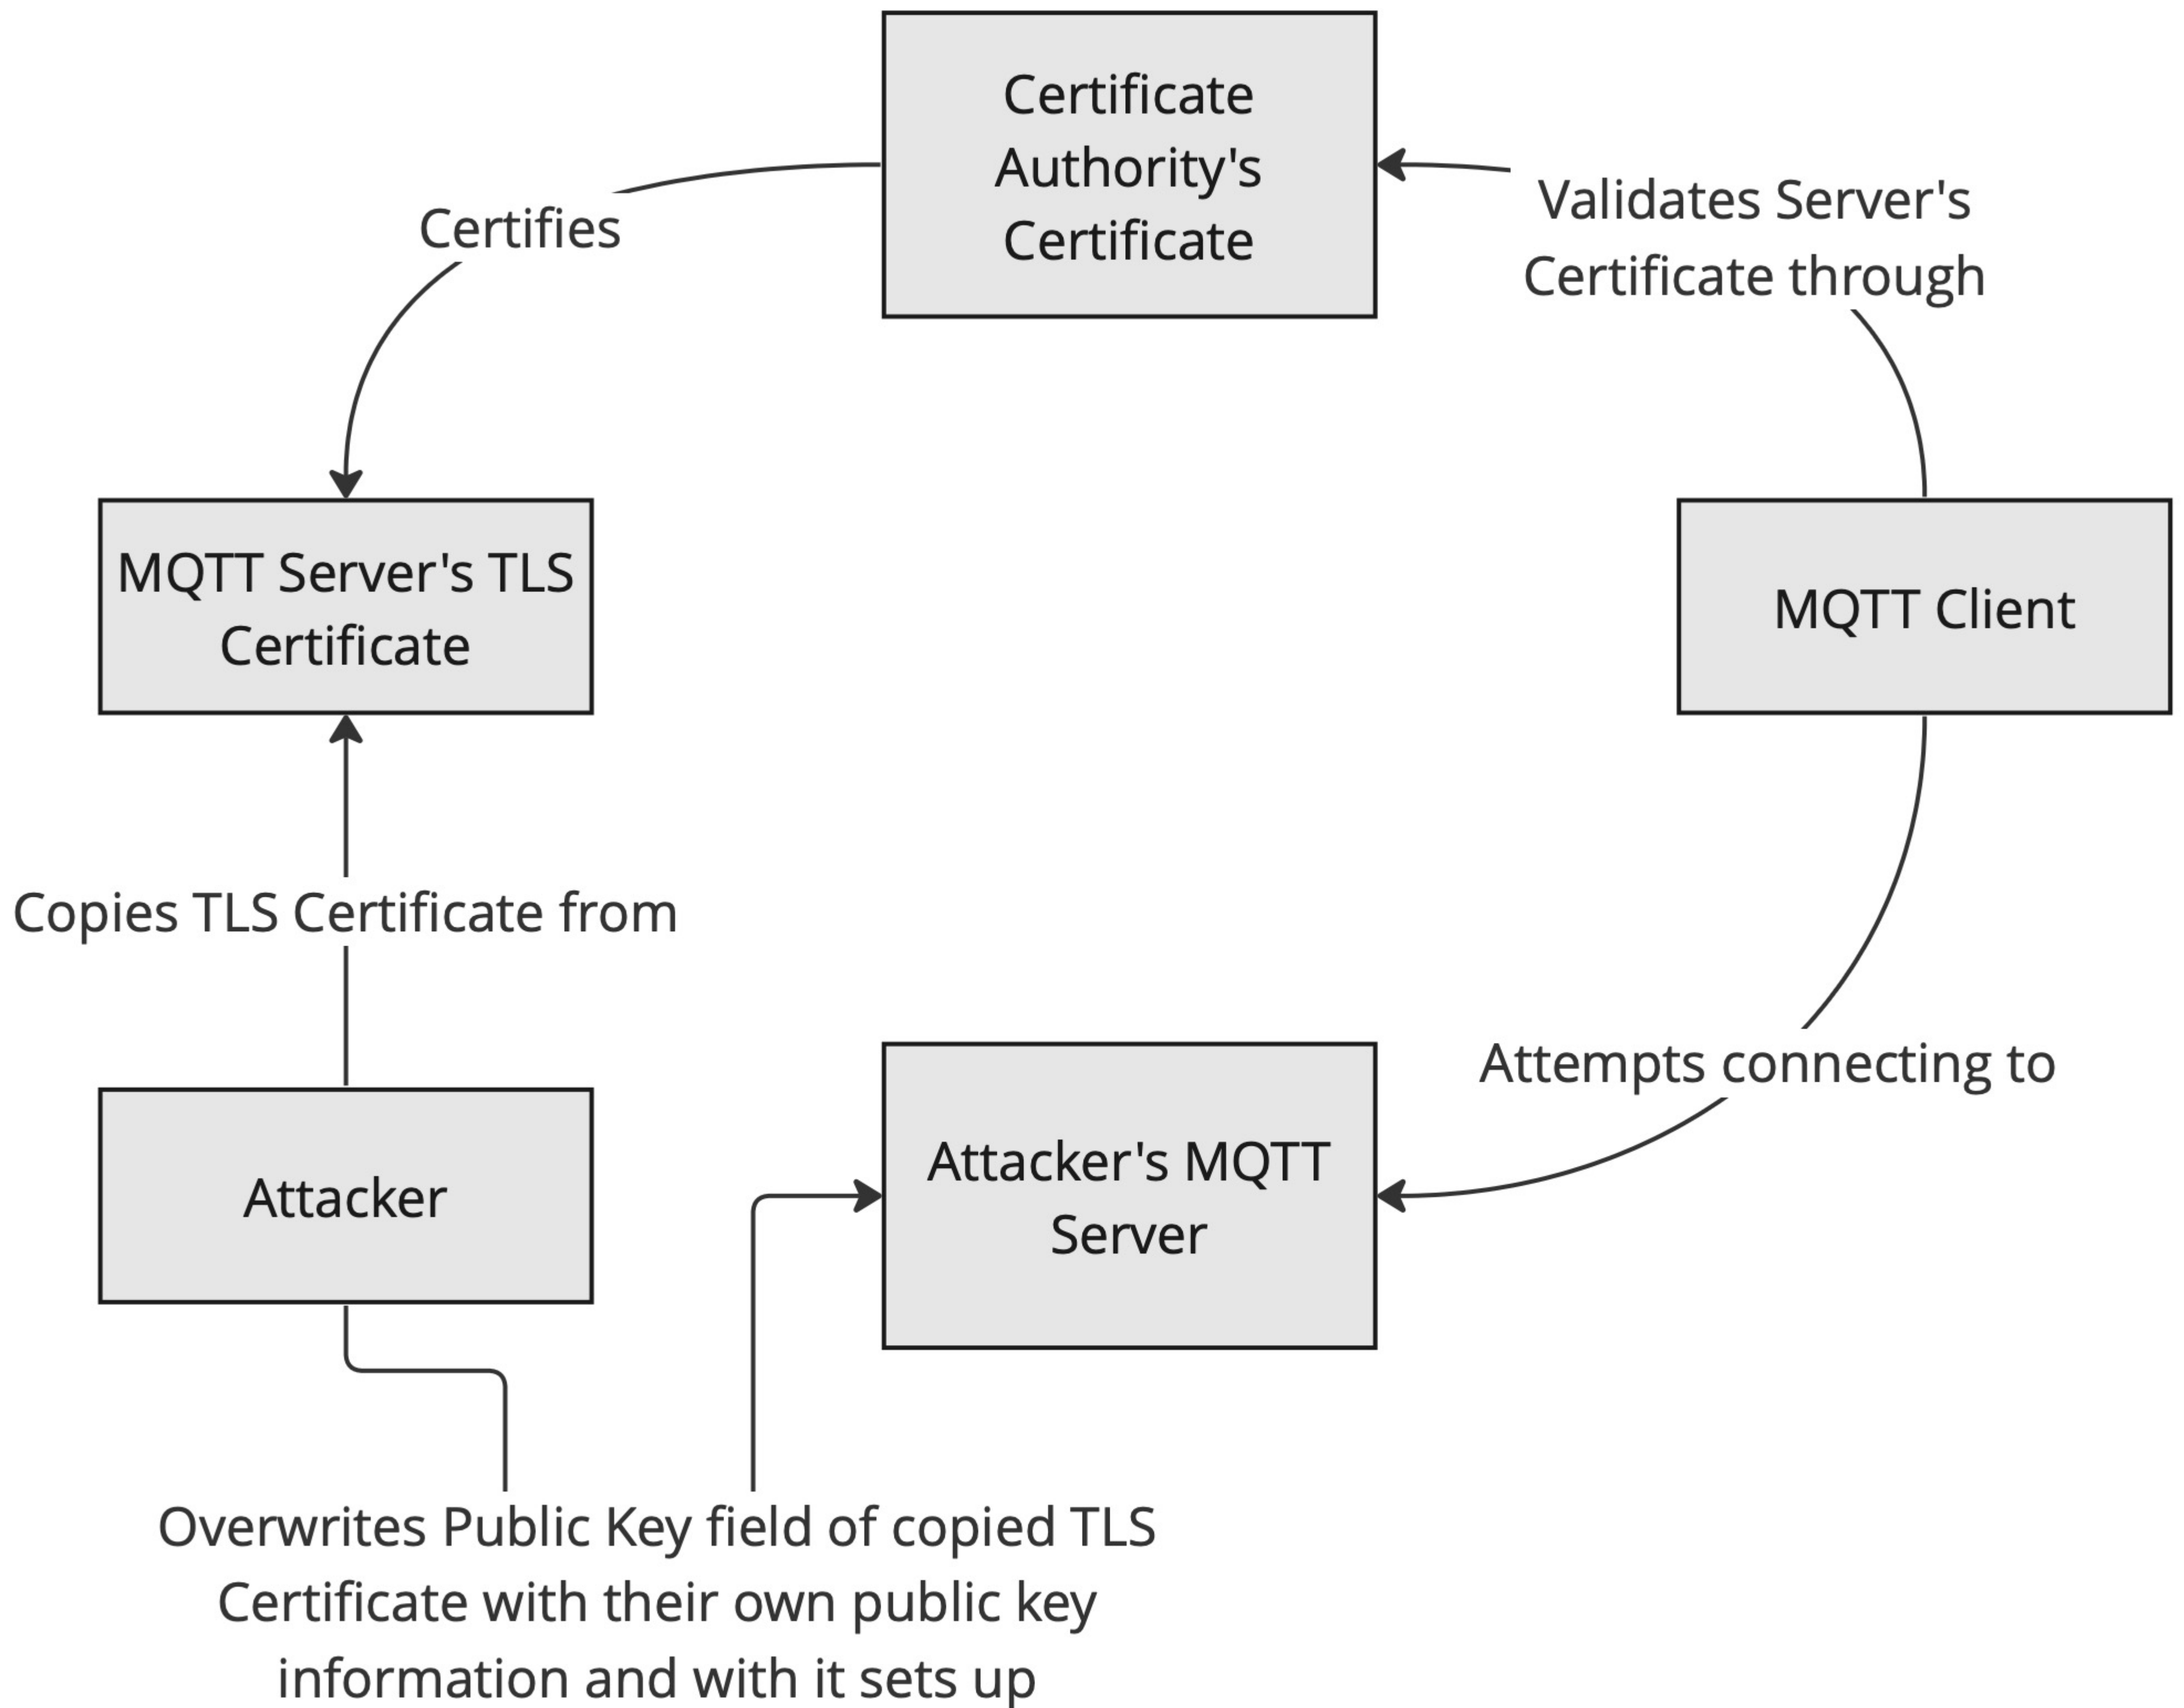 Certificate
Authority's
Certificate
Certifies
Validates Server's
Certificate through
MQTT Server's TLS
Certificate
MQTT Client
Copies TLS Certificate from
Attempts connecting to
Attacker
Attacker's MQTT
Server
Overwrites Public Key field of copied TLS
Certificate with their own public key
information and with it sets up